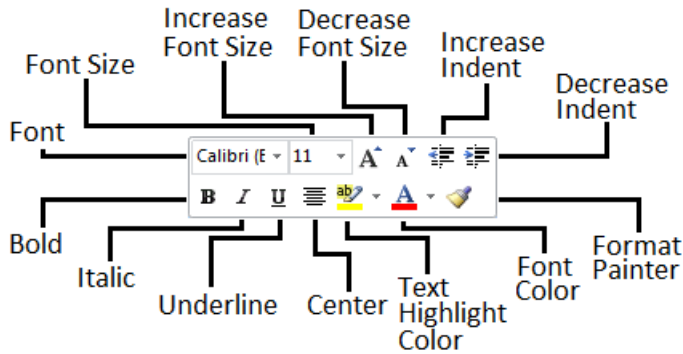 Increase
Font Size
Decrease
Font Size
Increase
Indent
Font Size
Decrease
Indent
Font
Calibri (E
11
A
A
B
I
U
ab
A
Bold
Italic
Underline
Center
Text
Highlight
Color
Font
Color
Format
Painter